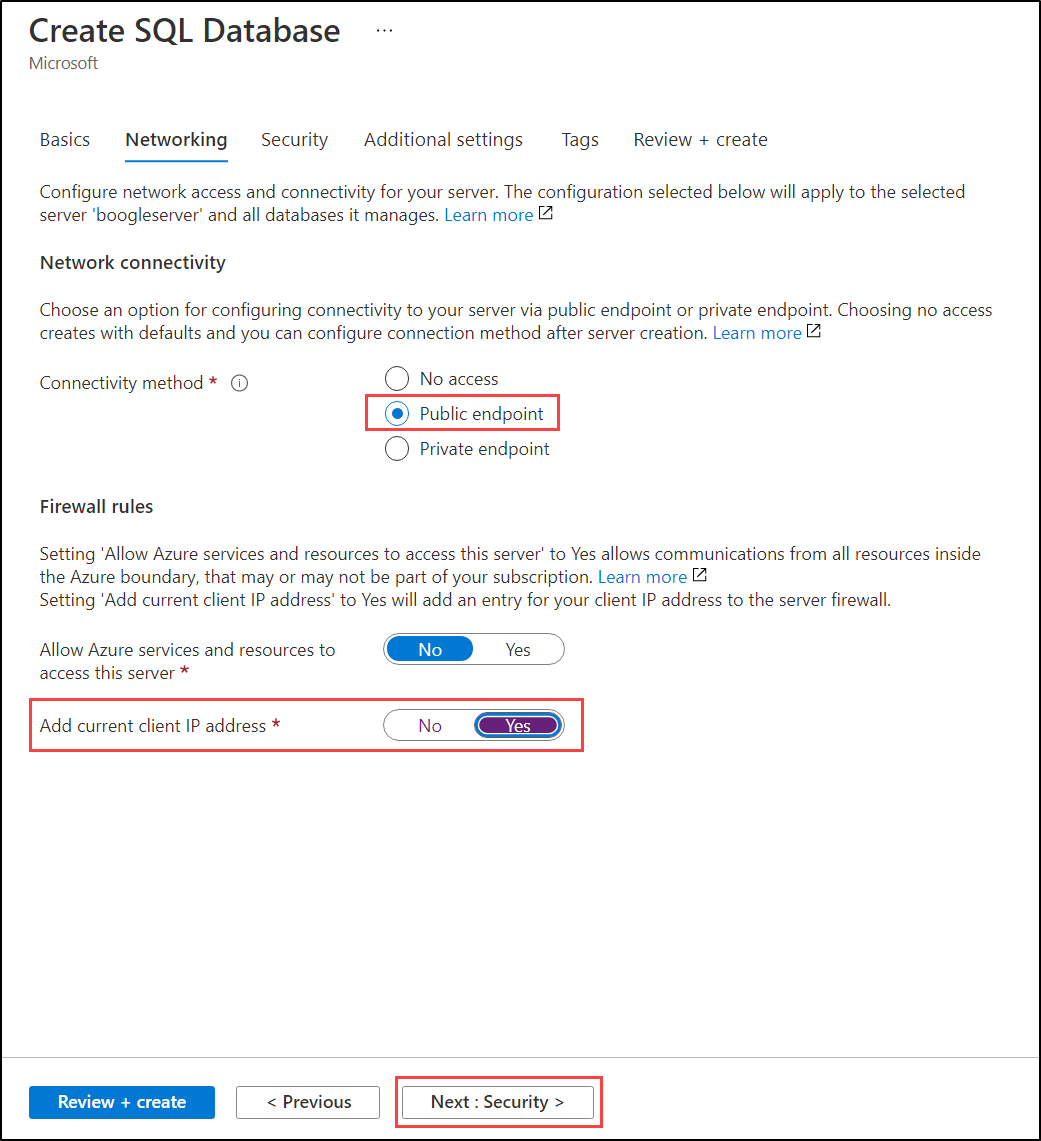 Create SQL Database ...
Microsoft
Basics Networking Security Additional settings Tags Review + create
Configure network access and connectivity for your server. The configuration selected below will apply to the selected
server 'boogleserver' and all databases it manages. Learn more
Network connectivity
Choose an option for configuring connectivity to your server via public endpoint or private endpoint. Choosing no access
creates with defaults and you can configure connection method after server creation. Learn more
Connectivity method * i
No access
Public endpoint
Private endpoint
Firewall rules
Setting 'Allow Azure services and resources to access this server' to Yes allows communications from all resources inside
the Azure boundary, that may or may not be part of your subscription. Learn more
Setting 'Add current client IP address' to Yes will add an entry for your client IP address to the server firewall.
Allow Azure services and resources to
access this server *
No Yes
Add current client IP address * No Yes
Review + create < Previous Next : Security >